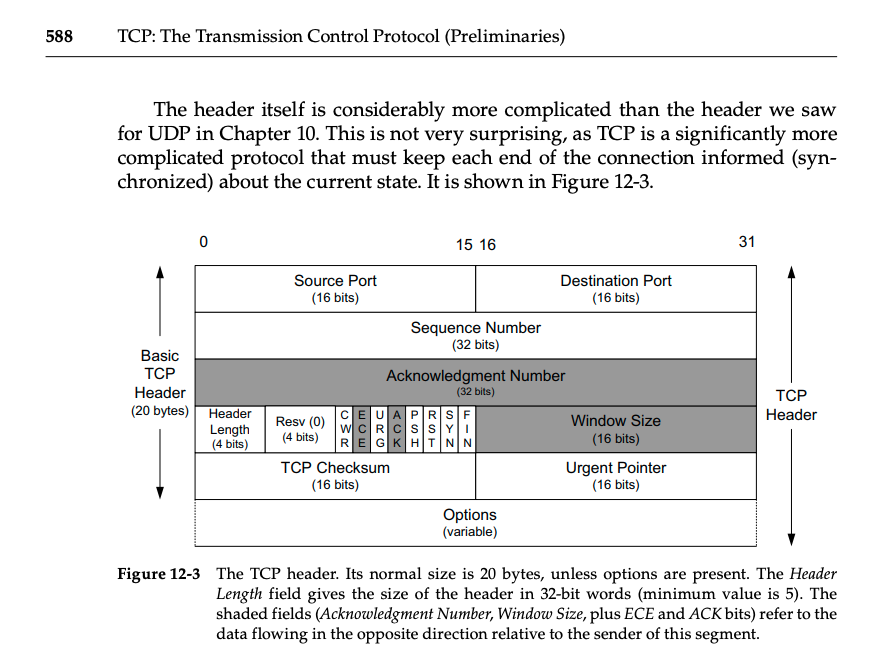 588 TCP: The Transmission Control Protocol (Preliminaries)
The header itself is considerably more complicated than the header we saw
for UDP in Chapter 10. This is not very surprising, as TCP is a significantly more
complicated protocol that must keep each end of the connection informed (syn-
chronized) about the current state. It is shown in Figure 12-3.
0 15 16 31
Source Port
(16 bits)
Destination Port
(16 bits)
Sequence Number
(32 bits)
Basic
TCP
Header
(20 bytes)
Acknowledgment Number
(32 bits)
TCP
Header
Header
Length
(4 bits)
Resv (0)
(4 bits)
CWR
ECE
URG
ACK
PSH
RST
SYN
FIN
Window Size
(16 bits)
TCP Checksum
(16 bits)
Urgent Pointer
(16 bits)
Options
(variable)
Figure 12-3 The TCP header. Its normal size is 20 bytes, unless options are present. The Header
Length field gives the size of the header in 32-bit words (minimum value is 5). The
shaded fields (Acknowledgment Number, Window Size, plus ECE and ACK bits) refer to the
data flowing in the opposite direction relative to the sender of this segment.